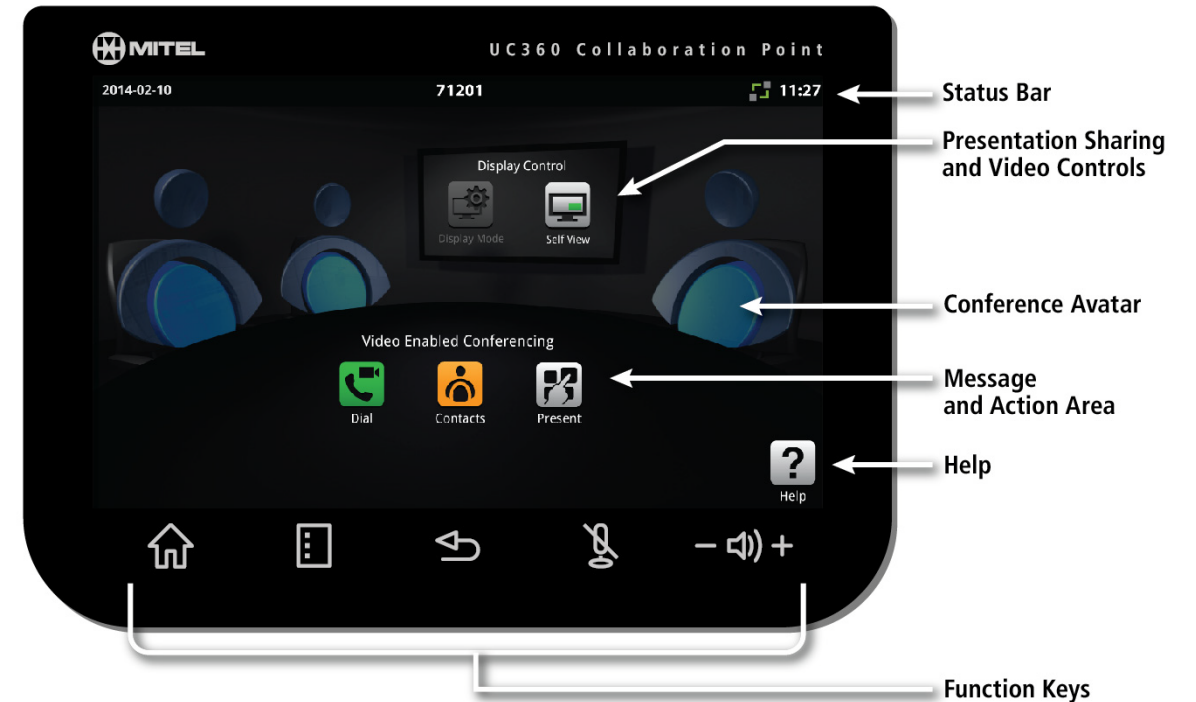 MITEL
UC360 Collaboration Point
2014-02-10
71201
11:27
Status Bar
Presentation Sharing
and Video Controls
Display Control
Display Mode
Self View
Conference Avatar
Video Enabled Conferencing
Dial
Contacts
Present
Message
and Action Area
?
Help
Help
Function Keys